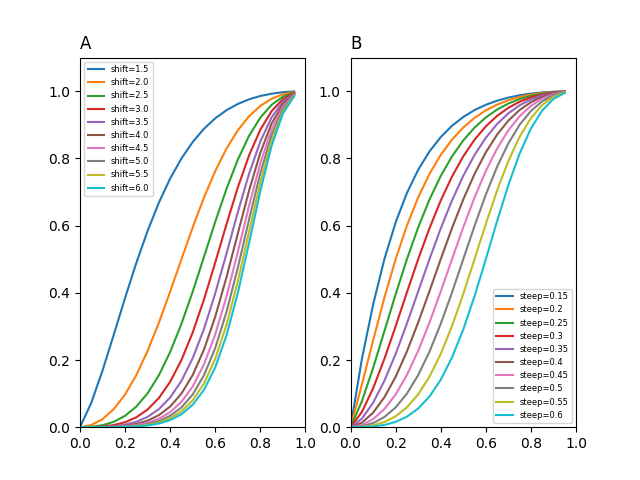 A
shift=1.5
shift=2.0
shift=2.5
shift=3.0
shift=3.5
shift=4.0
shift=4.5
shift=5.0
shift=5.5
shift=6.0
1.0
0.8
0.6
0.4
0.2
0.0
0.0 0.2 0.4 0.6 0.8 1.0
B
1.0
0.8
0.6
0.4
0.2
0.0
steep=0.15
steep=0.2
steep=0.25
steep=0.3
steep=0.35
steep=0.4
steep=0.45
steep=0.5
steep=0.55
steep=0.6
0.0 0.2 0.4 0.6 0.8 1.0